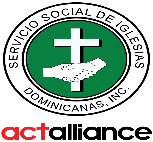 SERVICIO SOCIAL DE IGLESIAS
DOMINICANAS, INC.
actalliance